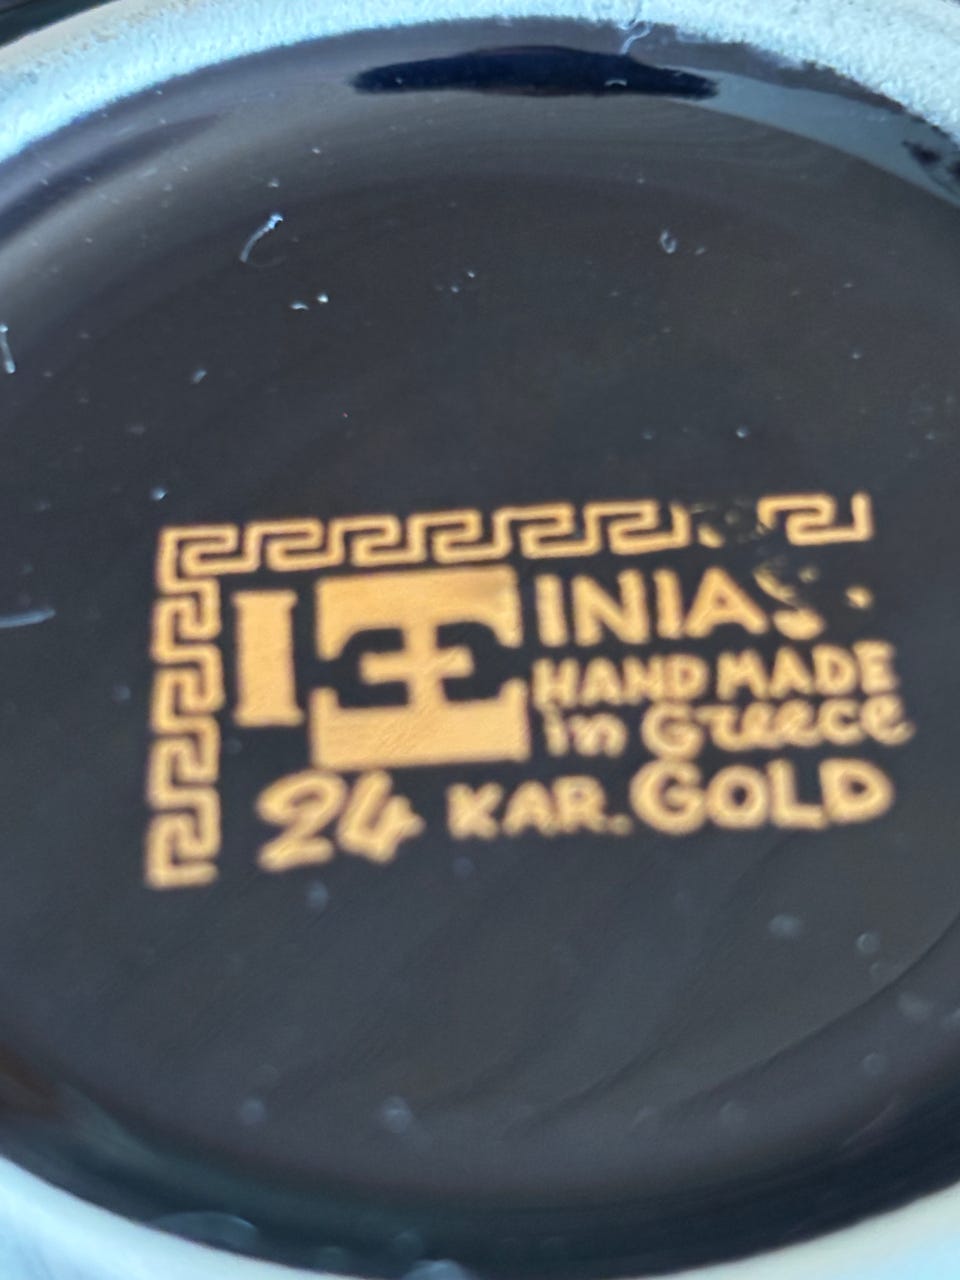 INIAS
HAND MADE
in Greece
24 KAR. GOLD